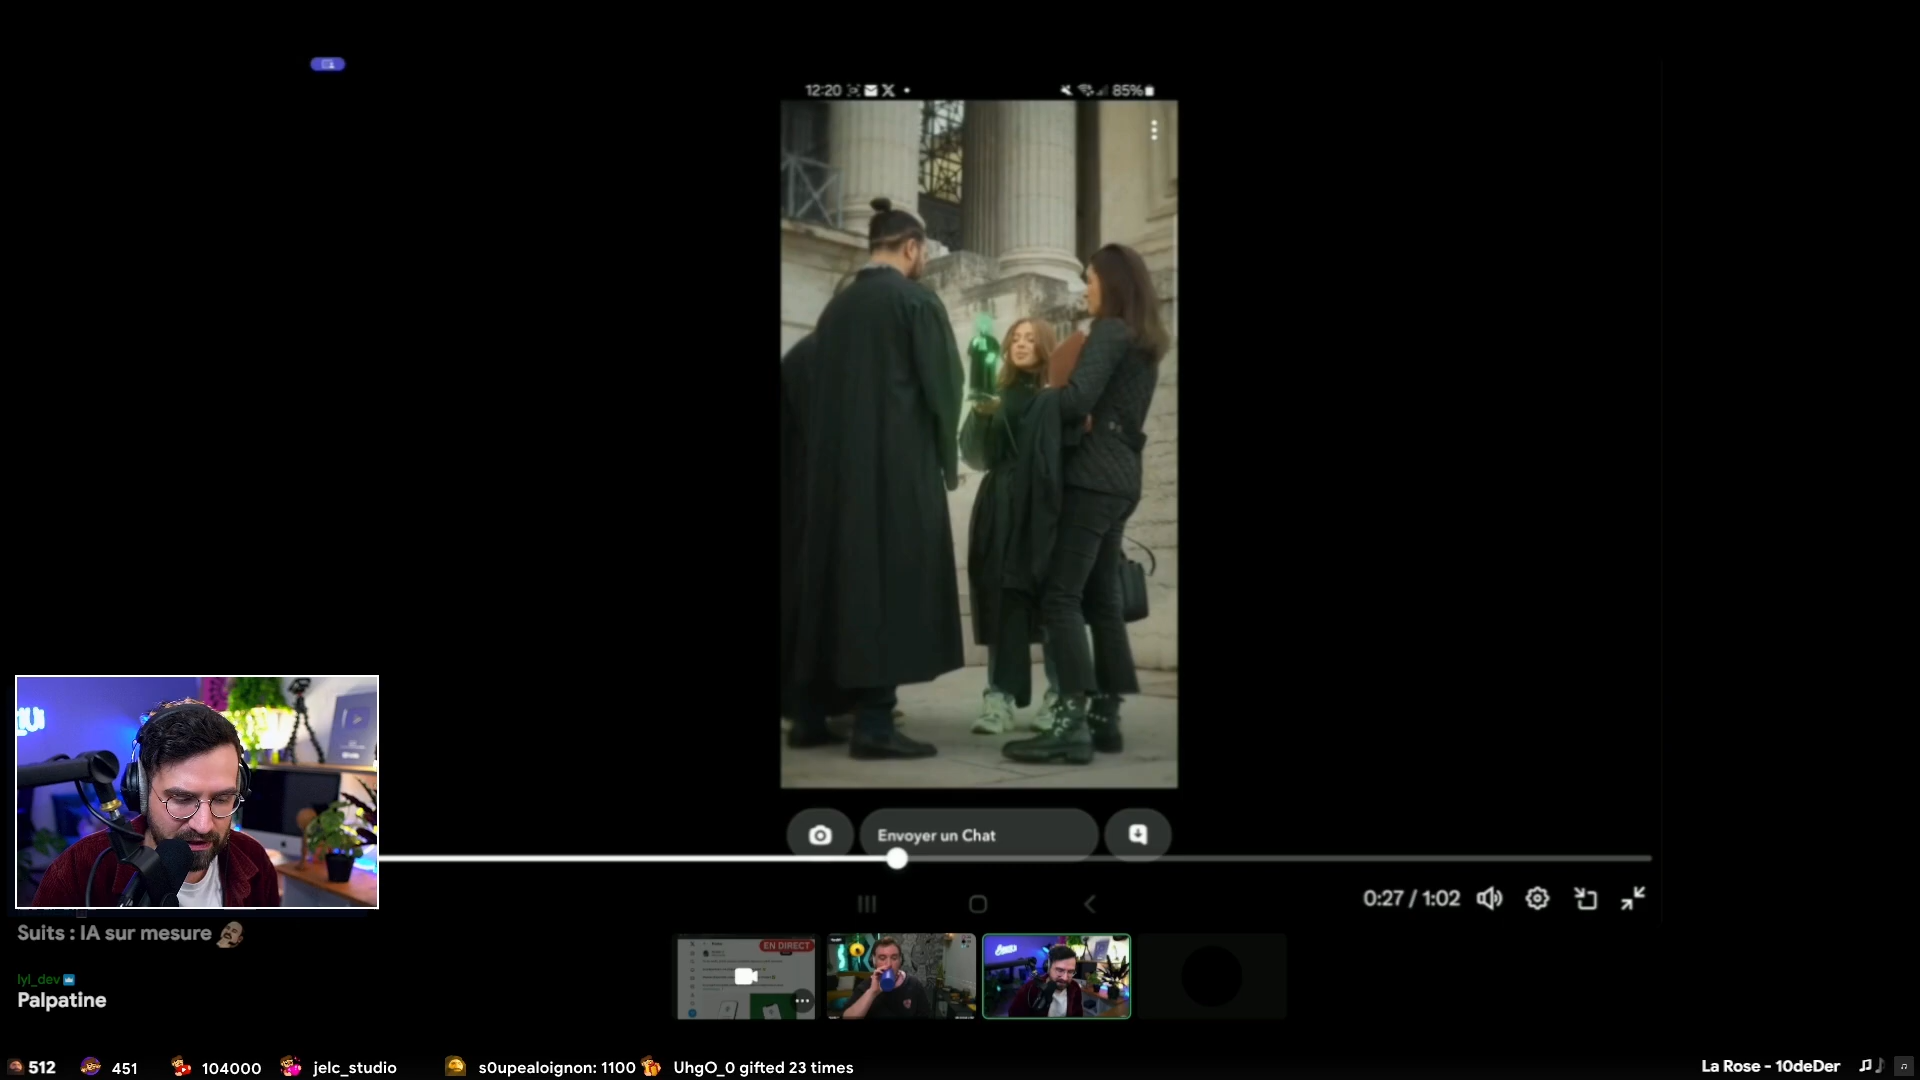 12:20
85%
Envoyer un Chat
0:27 / 1:02
EN DIRECT
Suits : IA sur mesure
lyl_dev
Palpatine
512
451
104000
jelc_studio
s0upealoignon: 1100
UhgO_0 gifted 23 times
La Rose - 10deDer